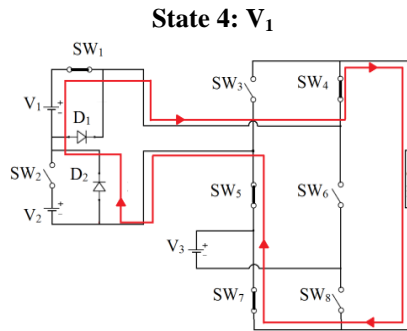 State 4: V₁
SW₁
SW₃
SW₄
V₁
+
−
D₁
SW₂
D₂
SW₅
SW₆
V₂
+
−
V₃
+
−
SW₇
SW₈